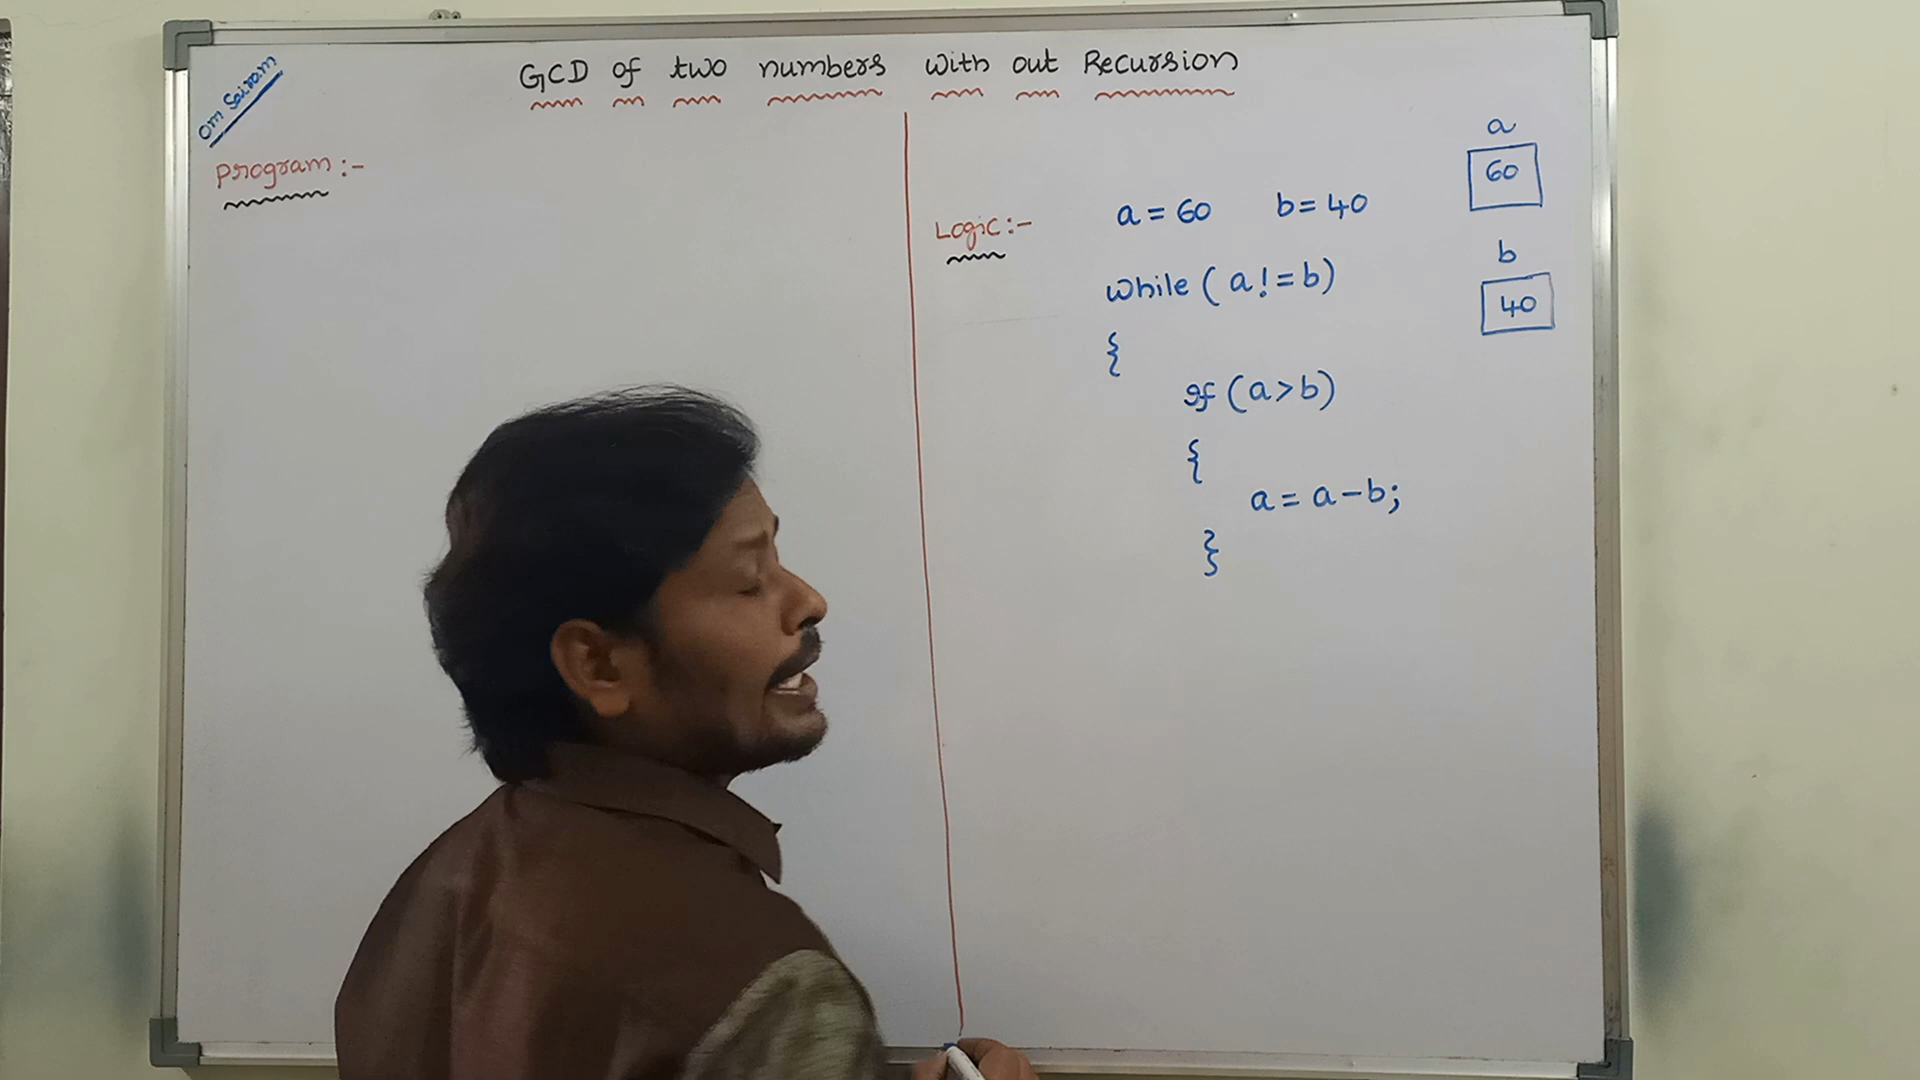 GCD of two numbers with out Recursion
Om Sairam
Program :-
Logic :-
a = 60 b = 40
while ( a != b)
{
if (a > b)
{
a = a - b;
}
a
60
b
40